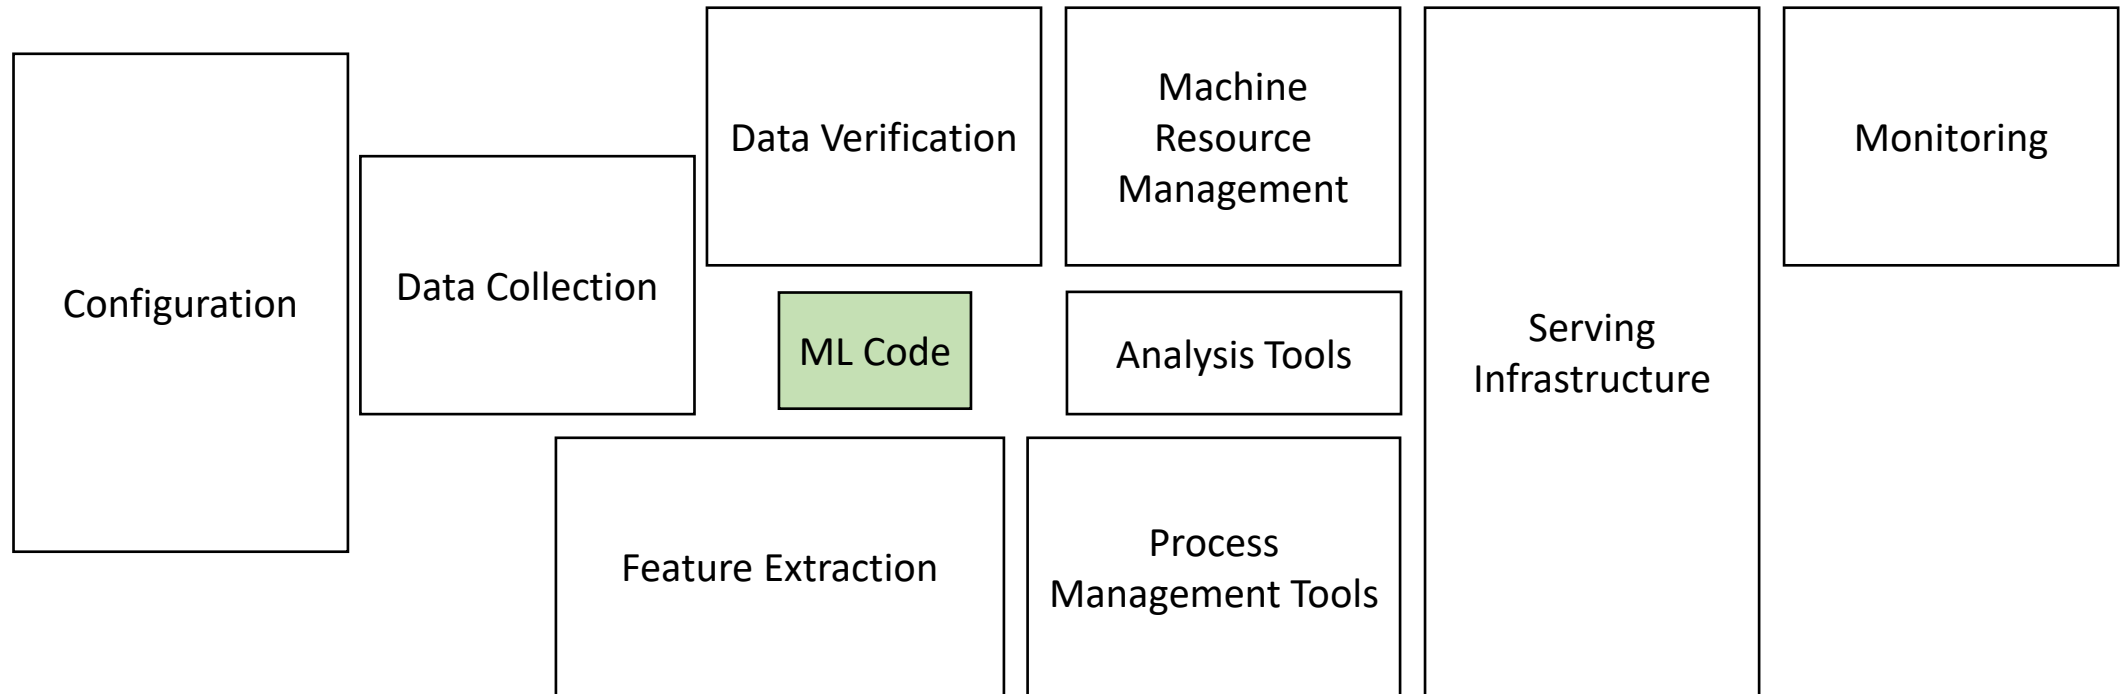 Configuration
Data Collection
Data Verification
Machine
Resource
Management
Monitoring
ML Code
Analysis Tools
Serving
Infrastructure
Feature Extraction
Process
Management Tools